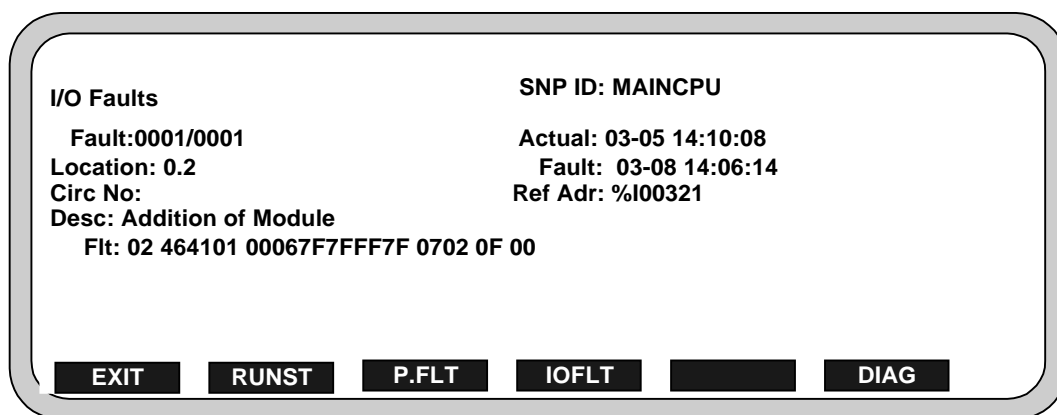 I/O Faults
SNP ID: MAINCPU
Fault:0001/0001
Actual: 03-05 14:10:08
Location: 0.2
Fault: 03-08 14:06:14
Circ No:
Ref Adr: %I00321
Desc: Addition of Module
Flt: 02 464101 00067F7FFF7F 0702 0F 00
EXIT RUNST P.FLT IOFLT DIAG